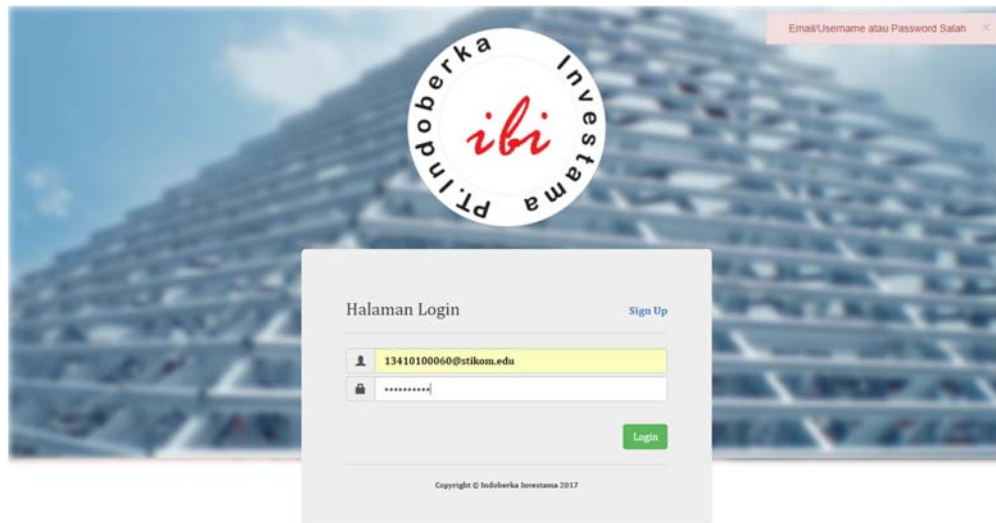 Email/Username atau Password Salah ×
PT. Indoberka Investama
ibi
Halaman Login
Sign Up
13410100060@stikom.edu
••••••••••
Login
Copyright © Indoberka Investama 2017